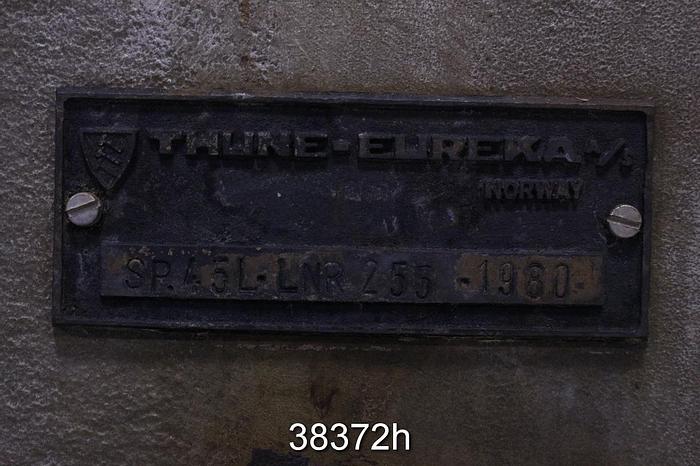 THUNE-EUREKA A/S
NORWAY
SP.45L-LNR 255 -1980-
38372h